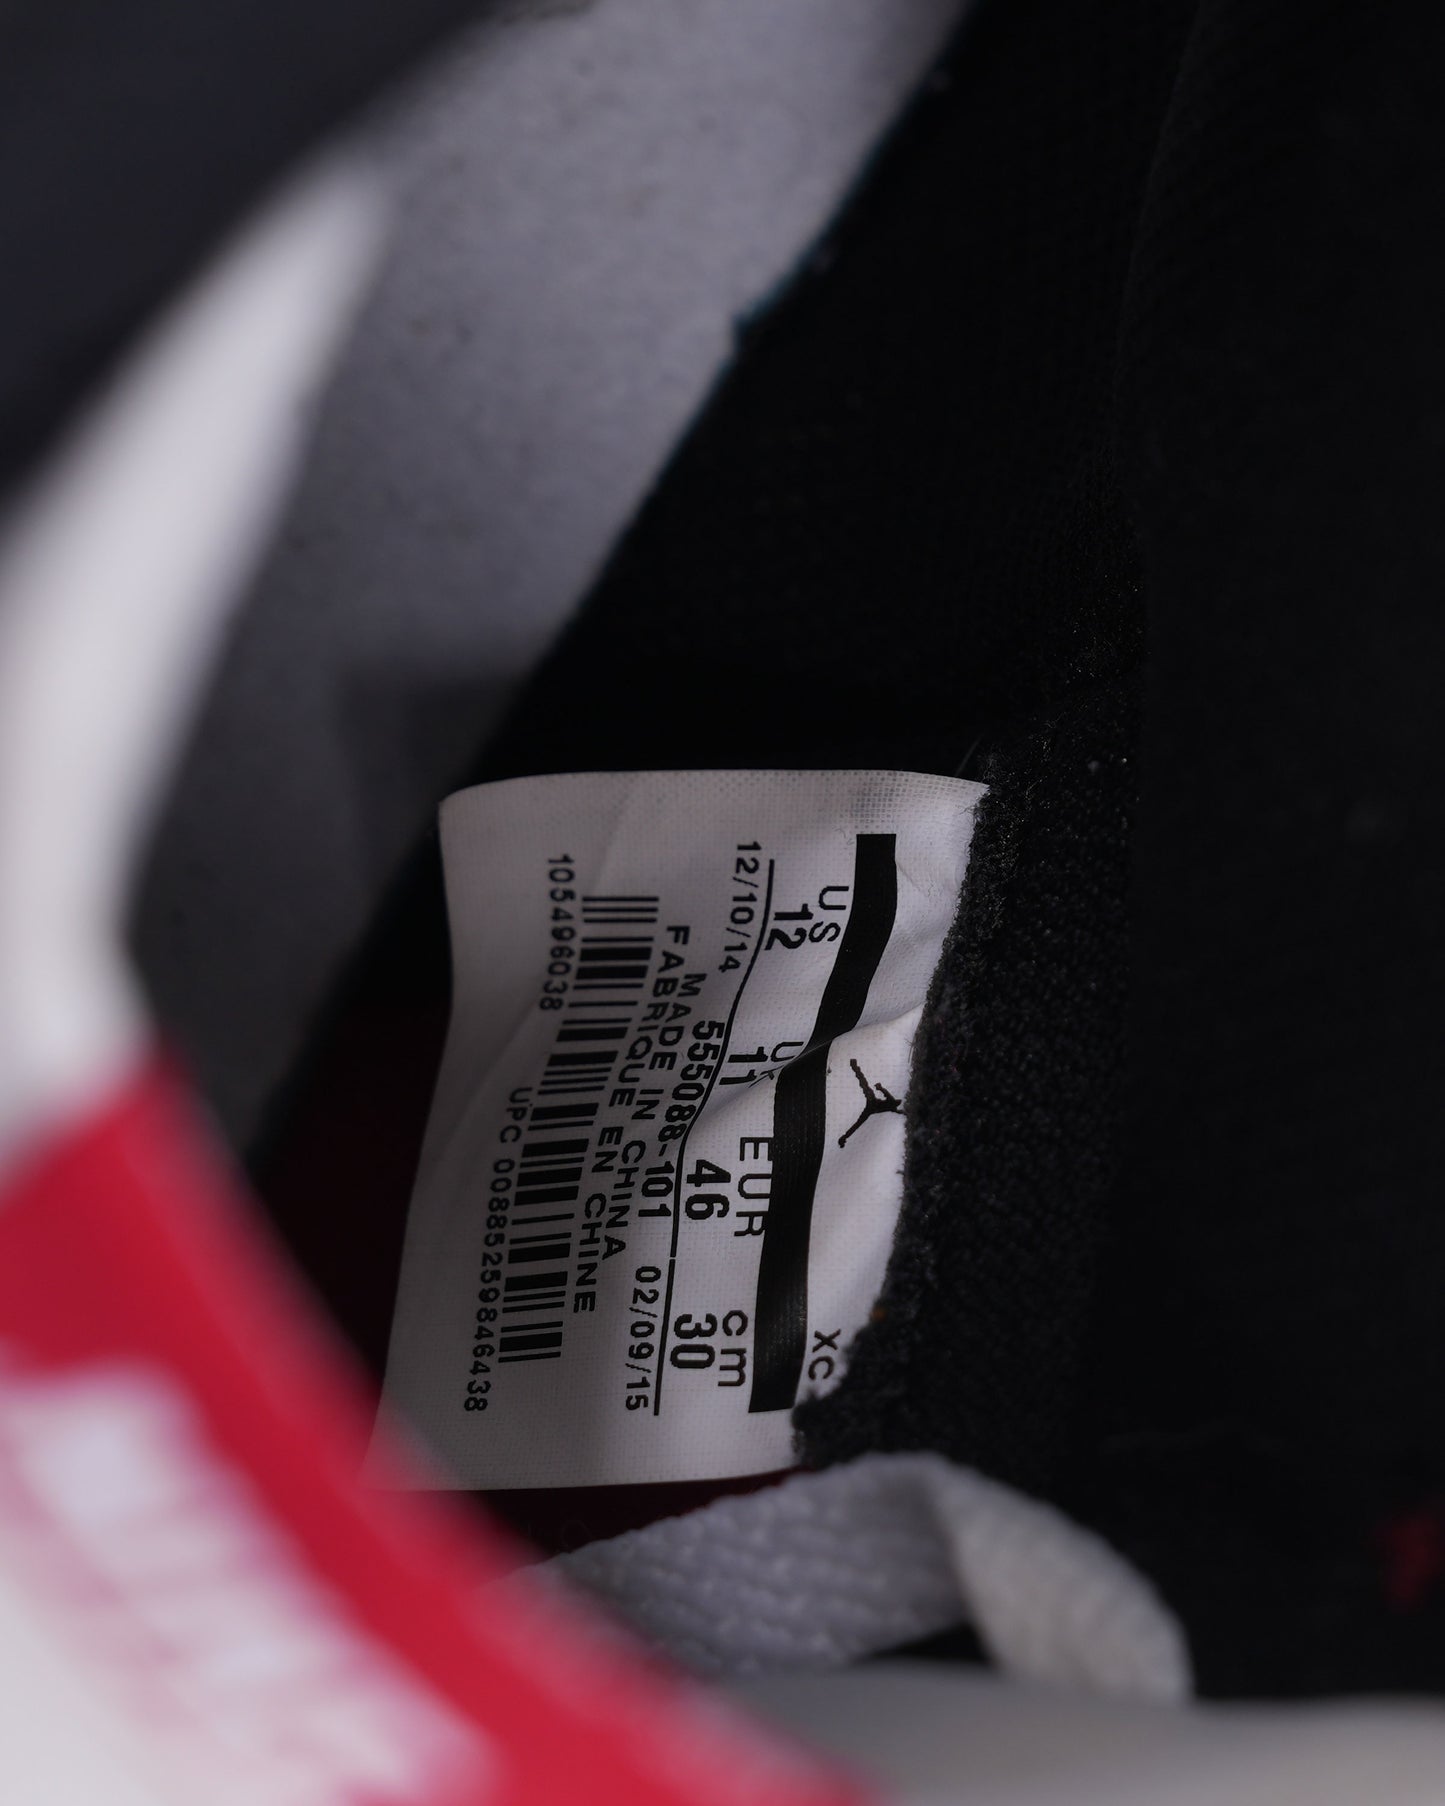 XC
US UK EUR cm
12 11 46 30
12/10/14 02/09/15
555088-101
MADE IN CHINA
FABRIQUE EN CHINE
105496038
UPC 00885259846438